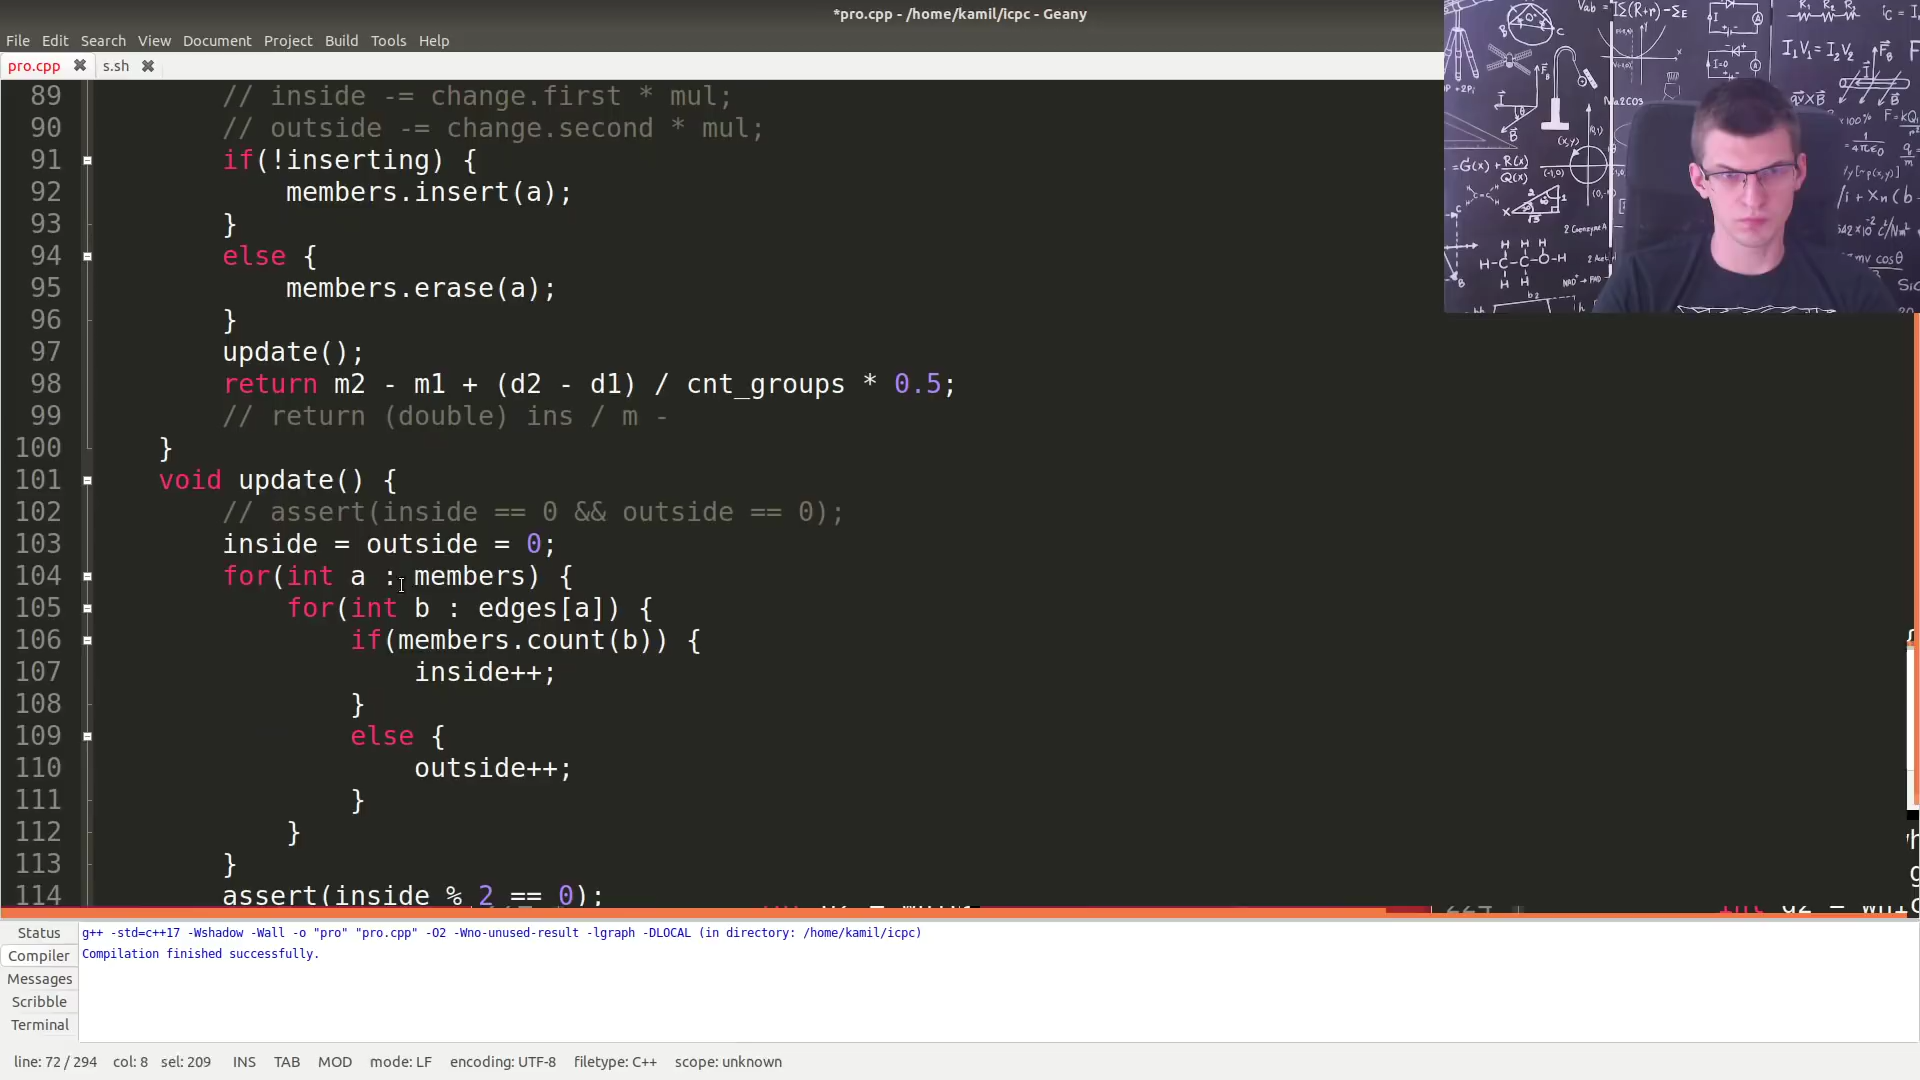 *pro.cpp - /home/kamil/icpc - Geany
File Edit Search View Document Project Build Tools Help
pro.cpp ✖ s.sh ✖
89 // inside -= change.first * mul;
90 // outside -= change.second * mul;
91 if(!inserting) {
92 members.insert(a);
93 }
94 else {
95 members.erase(a);
96 }
97 update();
98 return m2 - m1 + (d2 - d1) / cnt_groups * 0.5;
99 // return (double) ins / m -
100 }
101 void update() {
102 // assert(inside == 0 && outside == 0);
103 inside = outside = 0;
104 for(int a : members) {
105 for(int b : edges[a]) {
106 if(members.count(b)) {
107 inside++;
108 }
109 else {
110 outside++;
111 }
112 }
113 }
114 assert(inside % 2 == 0);
Status
Compiler
Messages
Scribble
Terminal
g++ -std=c++17 -Wshadow -Wall -o "pro" "pro.cpp" -O2 -Wno-unused-result -lgraph -DLOCAL (in directory: /home/kamil/icpc)
Compilation finished successfully.
line: 72 / 294 col: 8 sel: 209 INS TAB MOD mode: LF encoding: UTF-8 filetype: C++ scope: unknown